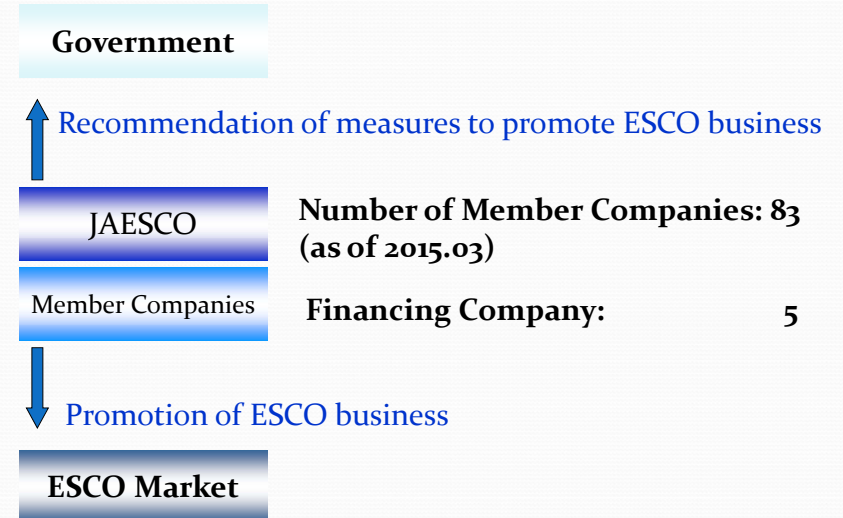 Government
Recommendation of measures to promote ESCO business
JAESCO
Number of Member Companies: 83
(as of 2015.03)
Member Companies
Financing Company: 5
Promotion of ESCO business
ESCO Market